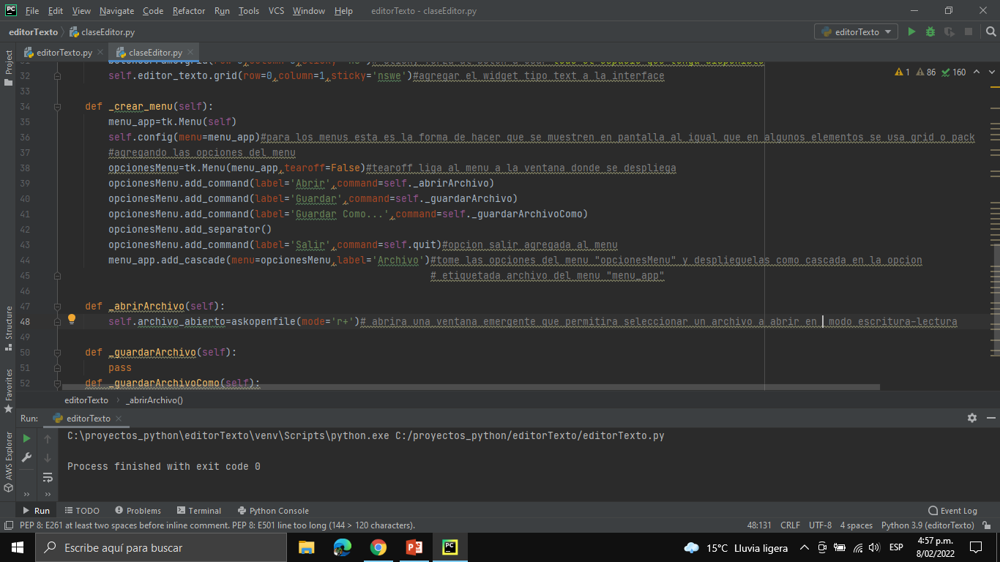 File Edit View Navigate Code Refactor Run Tools VCS Window Help editorTexto - claseEditor.py
editorTexto claseEditor.py editorTexto
Project
editorTexto.py claseEditor.py
32 self.editor_texto.grid(row=0,column=1,sticky='nswe')#agregar el widget tipo text a la interface
1 86 160
33
34 def _crear_menu(self):
35 menu_app=tk.Menu(self)
36 self.config(menu=menu_app)#para los menus esta es la forma de hacer que se muestren en pantalla al igual que en algunos elementos se usa grid o pack
37 #agregando las opciones del menu
38 opcionesMenu=tk.Menu(menu_app,tearoff=False)#tearoff liga al menu a la ventana donde se despliega
39 opcionesMenu.add_command(label='Abrir',command=self._abrirArchivo)
40 opcionesMenu.add_command(label='Guardar',command=self._guardarArchivo)
41 opcionesMenu.add_command(label='Guardar Como...',command=self._guardarArchivoComo)
42 opcionesMenu.add_separator()
43 opcionesMenu.add_command(label='Salir',command=self.quit)#opcion salir agregada al menu
44 menu_app.add_cascade(menu=opcionesMenu,label='Archivo')#tome las opciones del menu "opcionesMenu" y despliequelas como cascada en la opcion
45 # etiquetada archivo del menu "menu_app"
46
47 def _abrirArchivo(self):
48 self.archivo_abierto=askopenfile(mode='r+')# abrira una ventana emergente que permitira seleccionar un archivo a abrir en modo escritura-lectura
49
50 def _guardarArchivo(self):
51 pass
52 def _guardarArchivoComo(self):
Structure
Favorites
AWS Explorer
editorTexto _abrirArchivo()
Run: editorTexto
C:\proyectos_python\editorTexto\venv\Scripts\python.exe C:/proyectos_python/editorTexto/editorTexto.py
Process finished with exit code 0
Run TODO Problems Terminal Python Console Event Log
PEP 8: E261 at least two spaces before inline comment. PEP 8: E501 line too long (144 > 120 characters). 48:131 CRLF UTF-8 4 spaces Python 3.9 (editorTexto)
Escribe aquí para buscar 15°C Lluvia ligera ESP 4:57 p.m.
8/02/2022